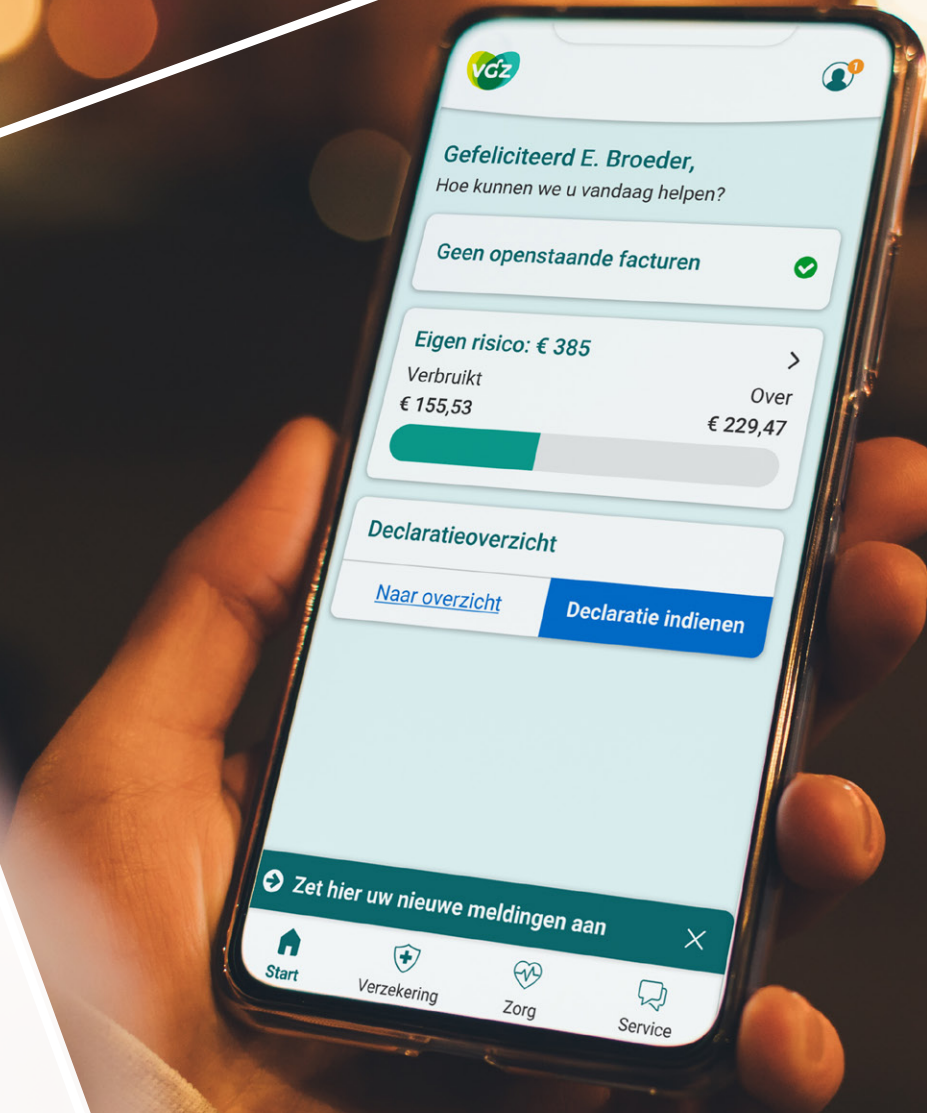 vGZ
1
Gefeliciteerd E. Broeder,
Hoe kunnen we u vandaag helpen?
Geen openstaande facturen
Eigen risico: € 385
Verbruikt
Over
€ 155,53
€ 229,47
Declaratieoverzicht
Naar overzicht
Declaratie indienen
Zet hier uw nieuwe meldingen aan
Start
Verzekering
Zorg
Service